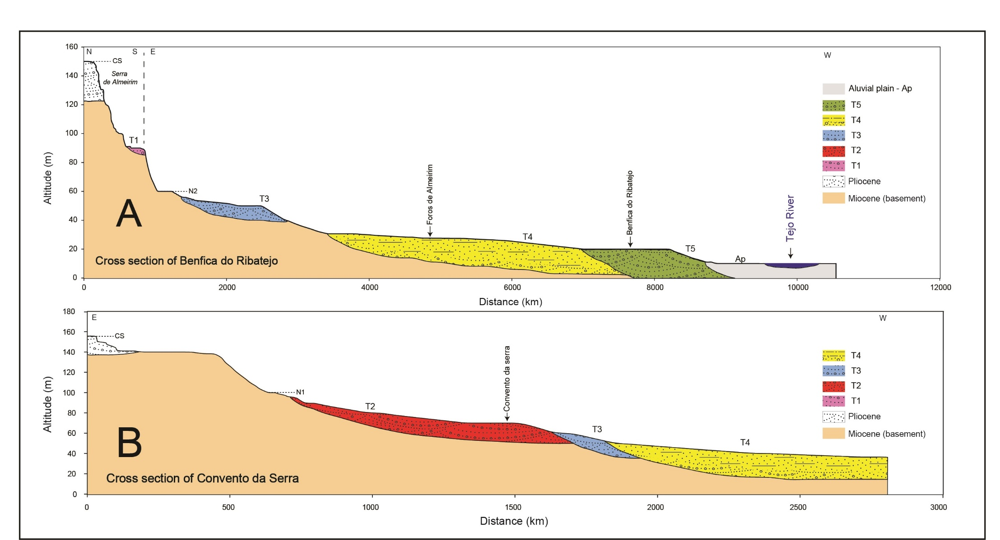 160
N
S
E
W
CS
Serra
de Almeirim
140
120
100
80
60
40
20
0
Altitude (m)
T1
N2
T3
A
Cross section of Benfica do Ribatejo
Foros de Almeirim
T4
Benfica do Ribatejo
T5
Ap
Tejo River
Aluvial plain - Ap
T5
T4
T3
T2
T1
Pliocene
Miocene (basement)
0
2000
4000
6000
8000
10000
12000
Distance (km)
180
E
W
160
CS
140
120
100
80
60
40
20
0
Altitude (m)
N1
T2
Convento da serra
T3
T4
B
Cross section of Convento da Serra
T4
T3
T2
T1
Pliocene
Miocene (basement)
0
500
1000
1500
2000
2500
3000
Distance (km)